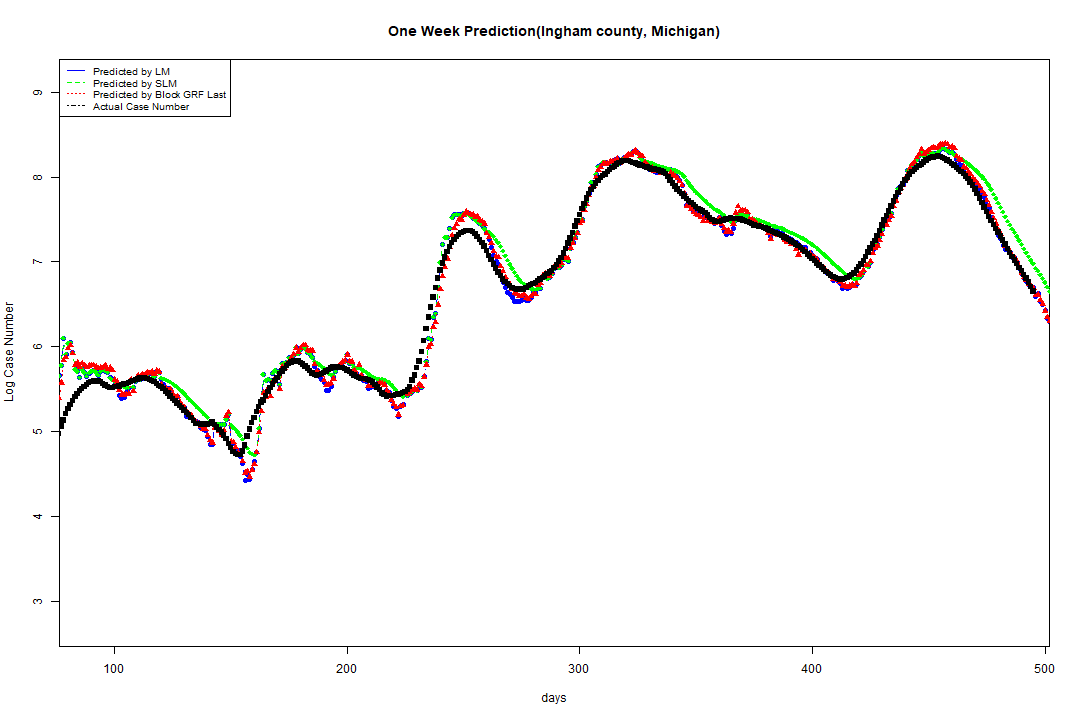 One Week Prediction(Ingham county, Michigan)
Predicted by LM
Predicted by SLM
Predicted by Block GRF Last
Actual Case Number
9
8
7
6
5
4
3
Log Case Number
100 200 300 400 500
days